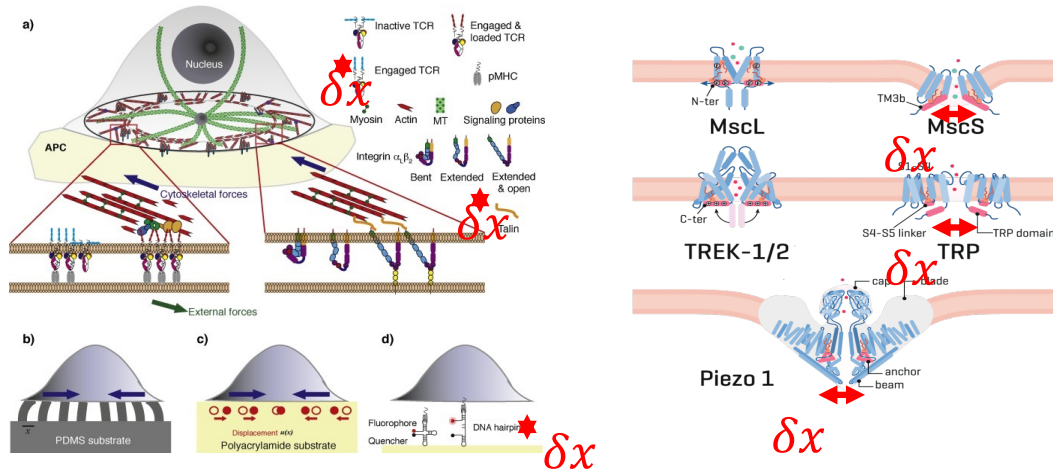 a)
Nucleus
APC
Inactive TCR
Engaged &
loaded TCR
Engaged TCR
pMHC
δx
Myosin
Actin
MT
Signaling proteins
Integrin αLβ2
Bent
Extended
Extended
& open
Cytoskeletal forces
δx
Talin
External forces
b)
x
PDMS substrate
c)
Displacement u(x)
Polyacrylamide substrate
d)
Fluorophore
Quencher
DNA hairpin
δx
N-ter
MscL
TM3b
MscS
δx
C-ter
TREK-1/2
S4-S5 linker
TRP domain
TRP
δx
cap
blade
Piezo 1
anchor
beam
δx